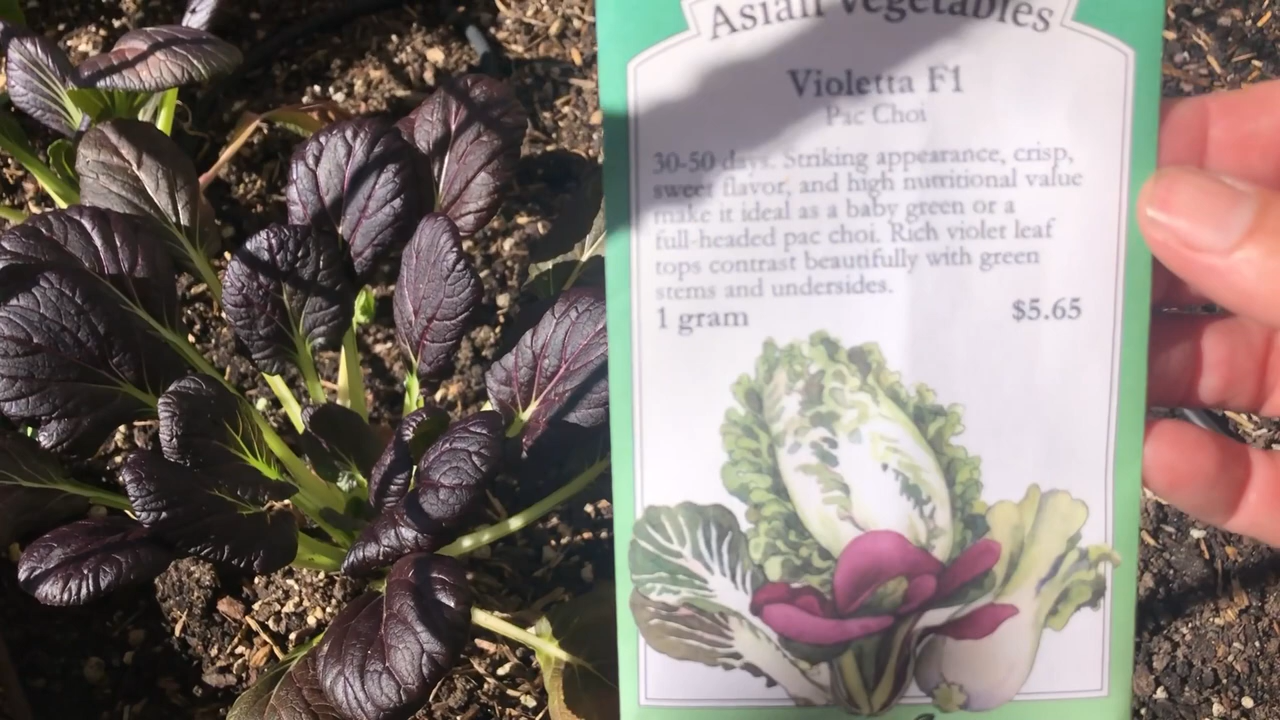 Asian Vegetables
Violetta F1
Pac Choi
30-50 days. Striking appearance, crisp,
sweet flavor, and high nutritional value
make it ideal as a baby green or a
full-headed pac choi. Rich violet leaf
tops contrast beautifully with green
stems and undersides.
1 gram
$5.65